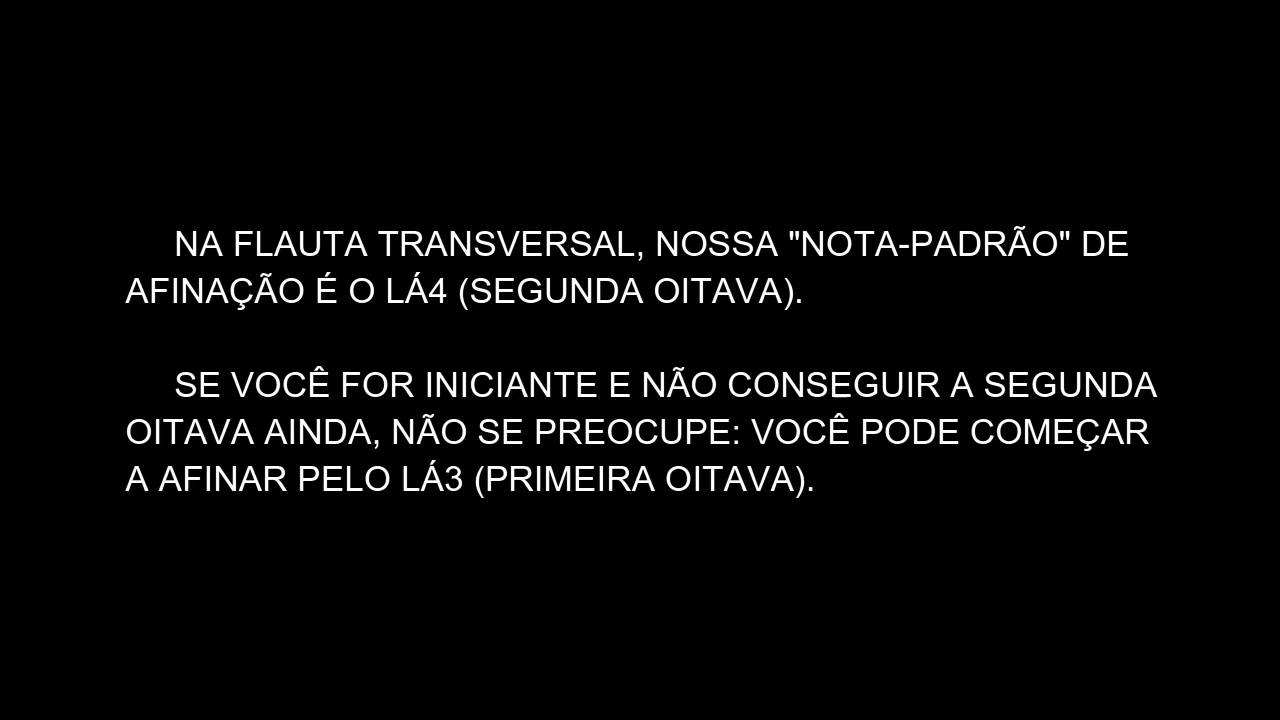 NA FLAUTA TRANSVERSAL, NOSSA "NOTA-PADRÃO" DE
AFINAÇÃO É O LÁ4 (SEGUNDA OITAVA).
SE VOCÊ FOR INICIANTE E NÃO CONSEGUIR A SEGUNDA
OITAVA AINDA, NÃO SE PREOCUPE: VOCÊ PODE COMEÇAR
A AFINAR PELO LÁ3 (PRIMEIRA OITAVA).